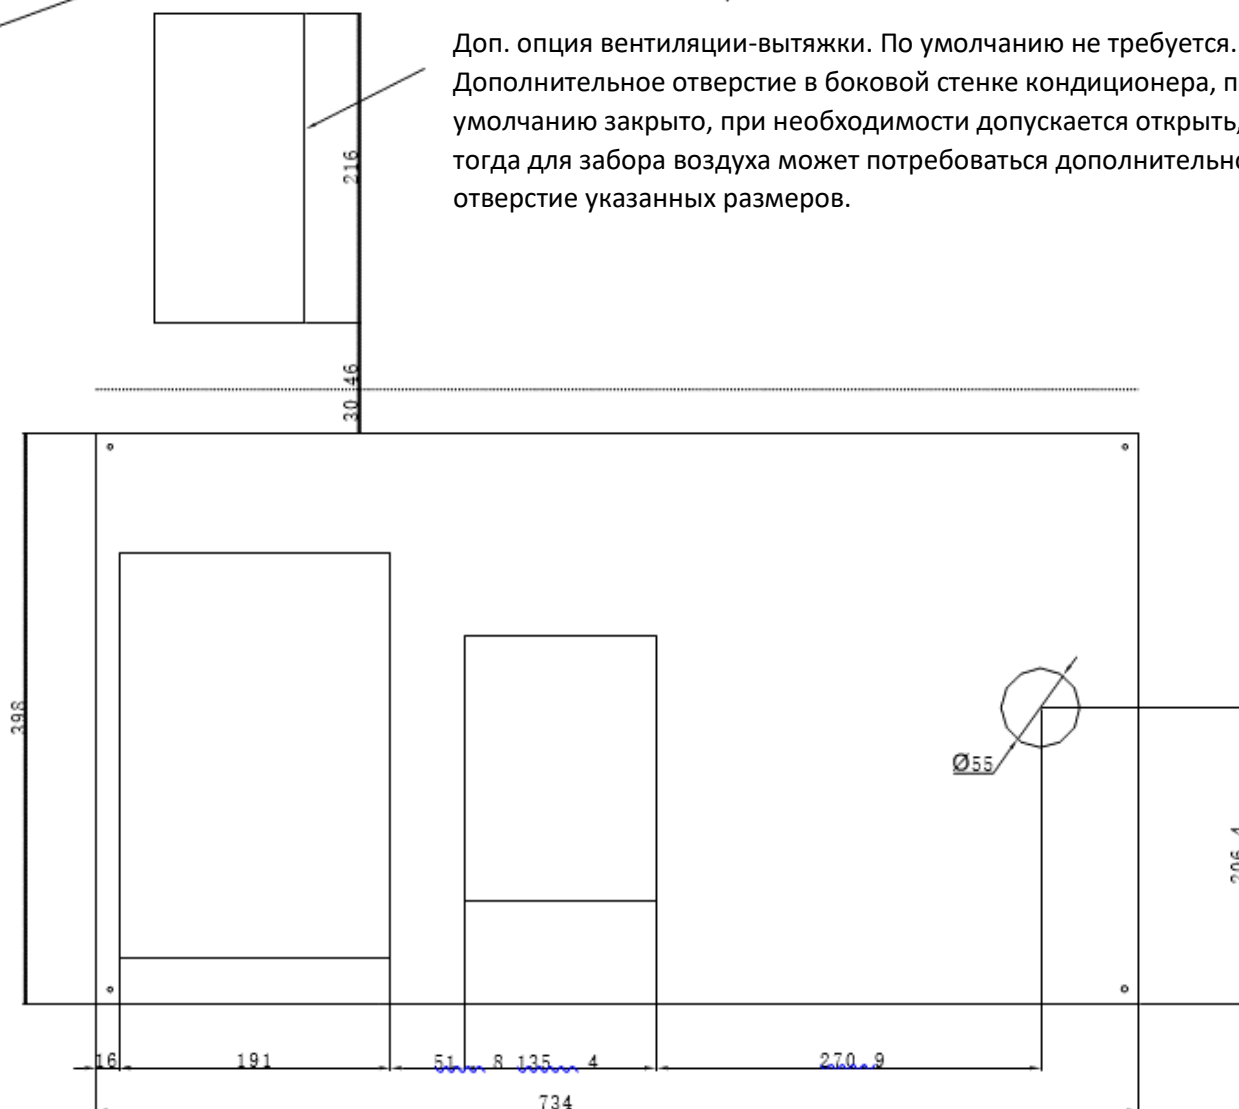 Доп. опция вентиляции-вытяжки. По умолчанию не требуется.
Дополнительное отверстие в боковой стенке кондиционера, п
умолчанию закрыто, при необходимости допускается открыть,
тогда для забора воздуха может потребоваться дополнительно
отверстие указанных размеров.
216
46
30
398
Ø55
206 4
16 191 51 8 135 4 270 9
734